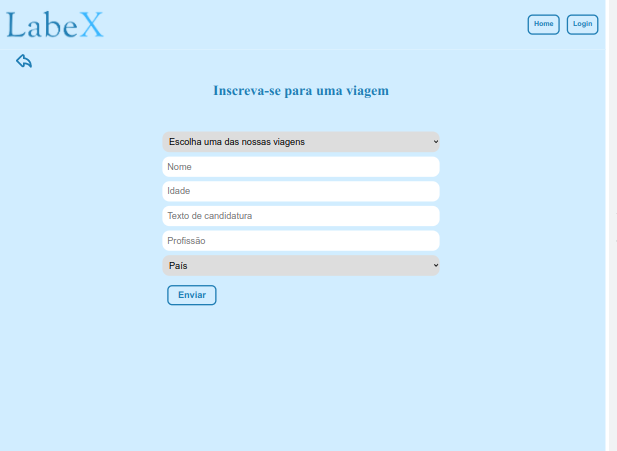 LabeX
Home Login
Inscreva-se para uma viagem
Escolha uma das nossas viagens
Nome
Idade
Texto de candidatura
Profissão
País
Enviar